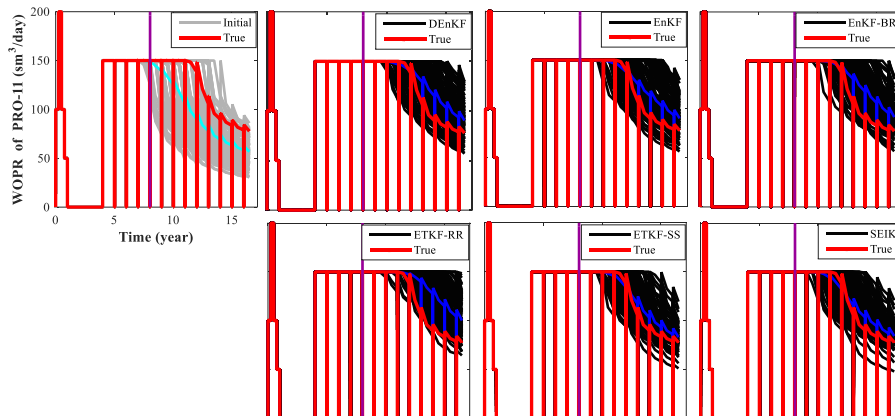 WOPR of PRO-11 (sm³/day)
200
150
100
50
0
0
5
10
15
Time (year)
Initial
True
DEnKF
True
EnKF
True
EnKF-BR
True
ETKF-RR
True
ETKF-SS
True
SEIK
True